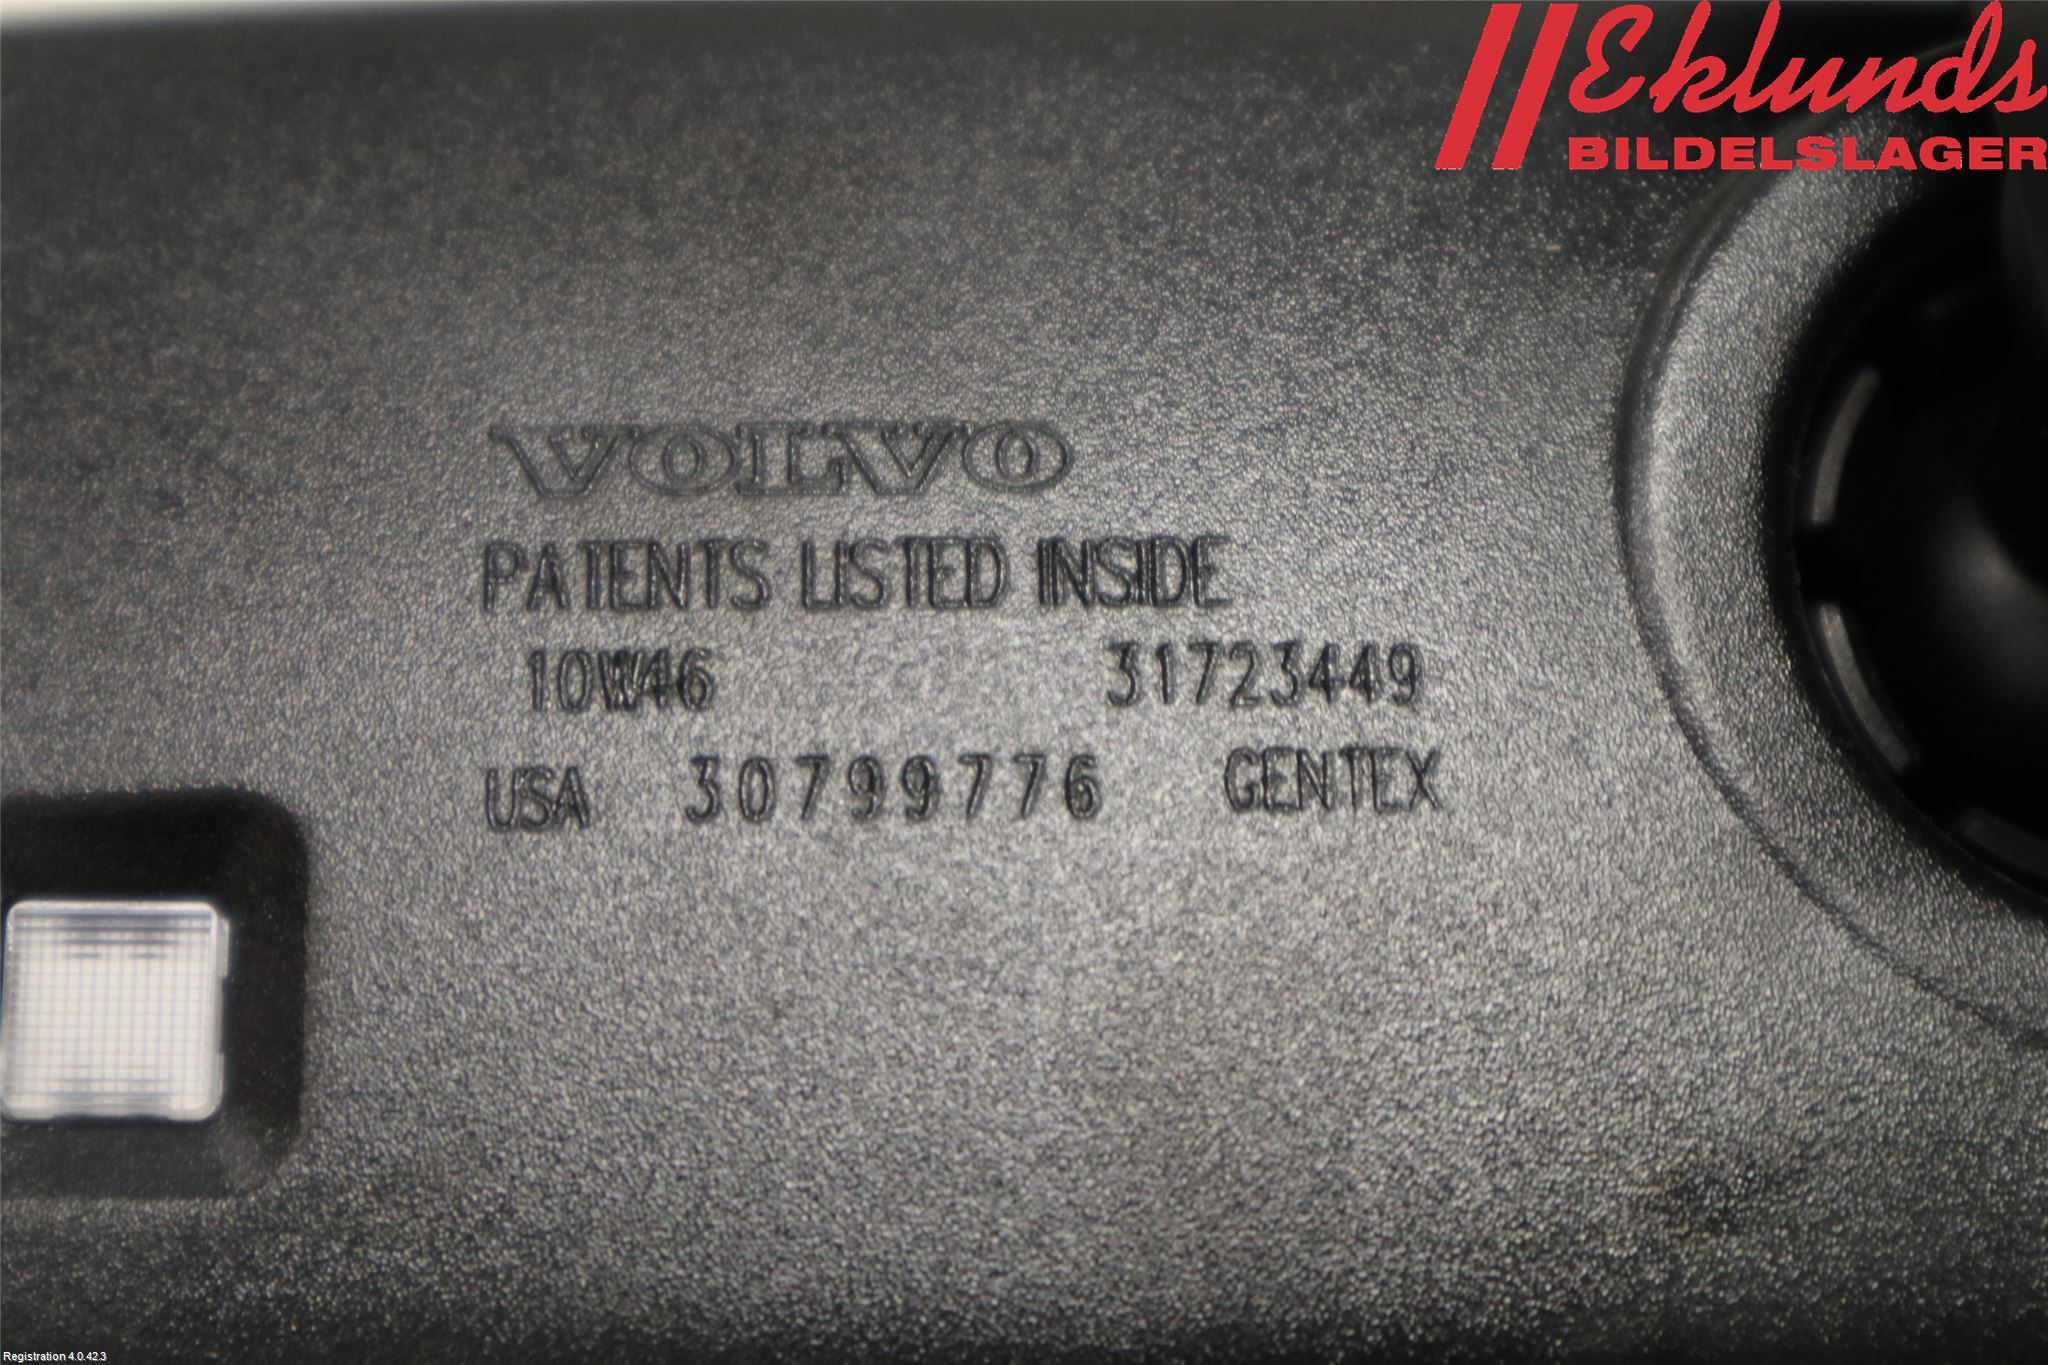 Eklunds
BILDELSLAGER
VOLVO
PATENTS LISTED INSIDE
10W46 31723449
USA 30799776 GENTEX
Registration 4.0.42.3